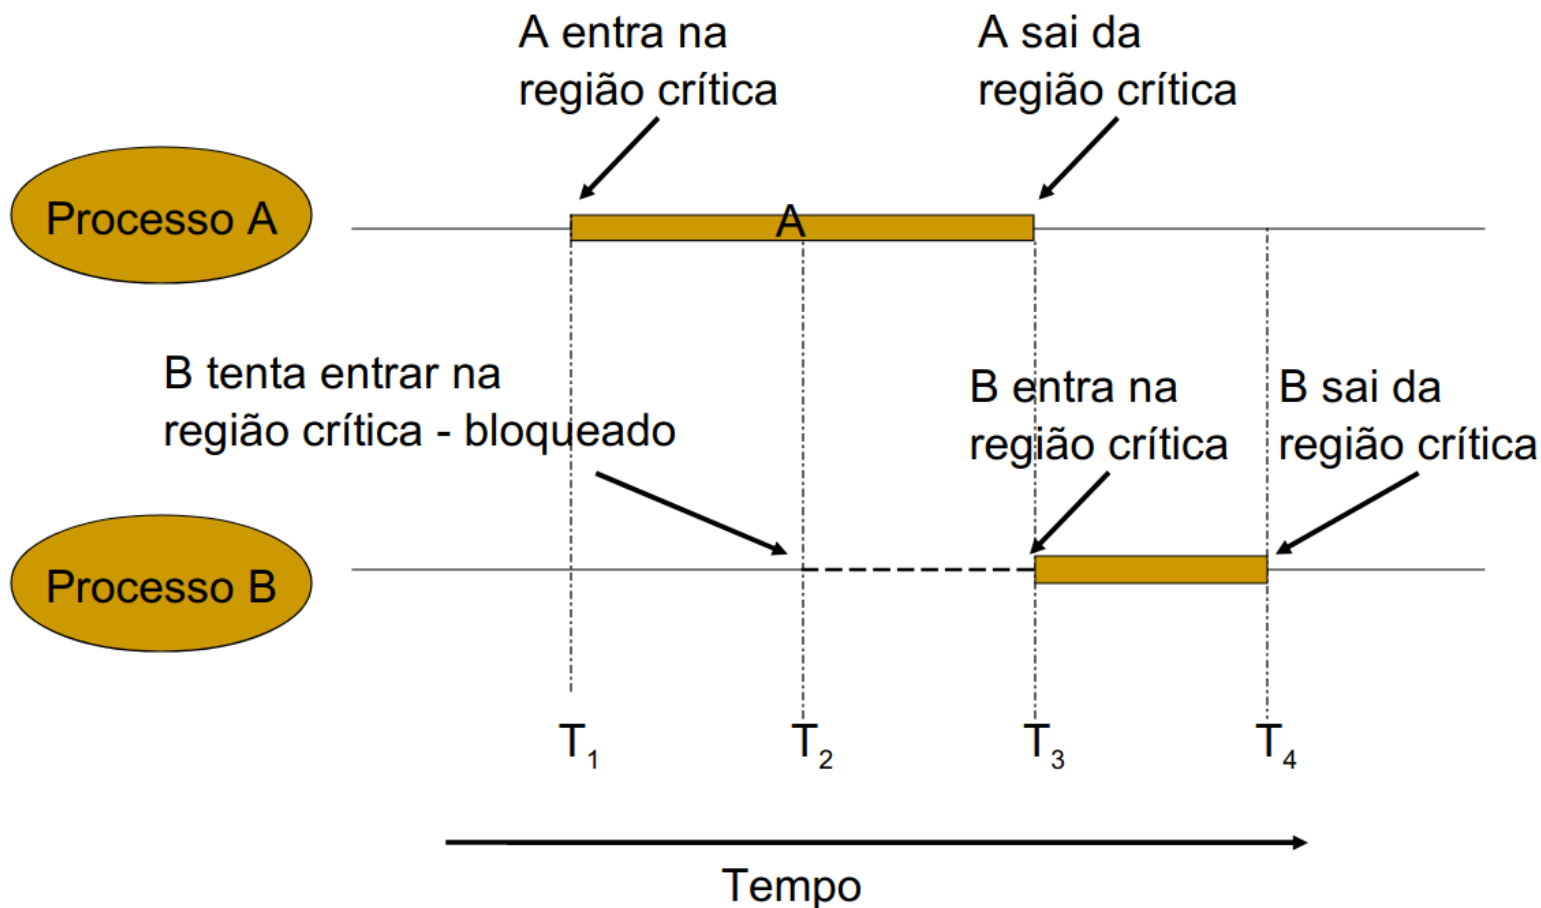 A entra na
região crítica
A sai da
região crítica
Processo A
A
B tenta entrar na
região crítica - bloqueado
B entra na
região crítica
B sai da
região crítica
Processo B
T1
T2
T3
T4
Tempo